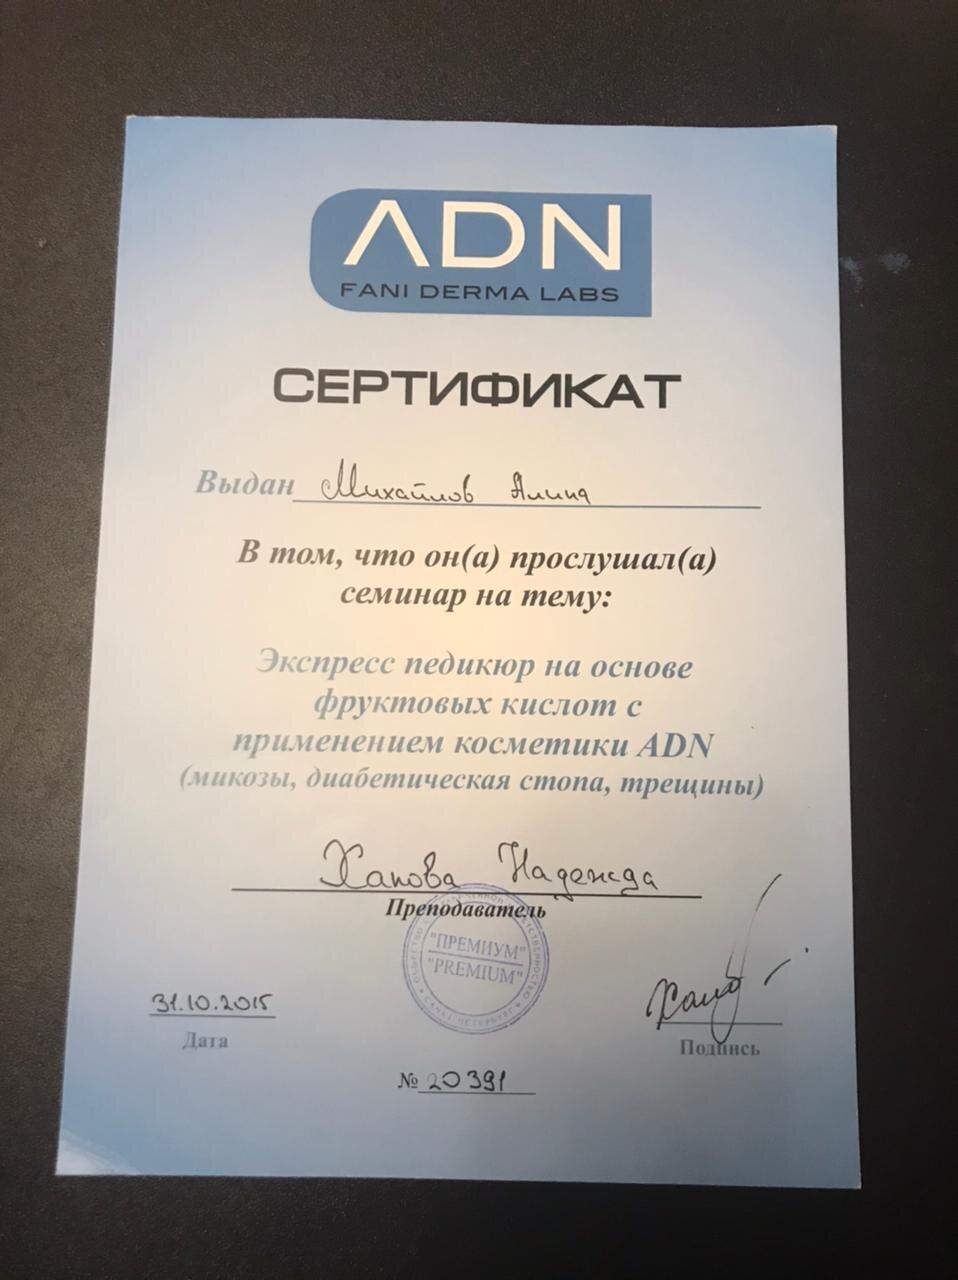 ADN
FANI DERMA LABS
СЕРТИФИКАТ
Выдан Михайлов Алина
В том, что он(а) прослушал(а)
семинар на тему:
Экспресс педикюр на основе
фруктовых кислот с
применением косметики ADN
(микозы, диабетическая стопа, трещины)
Ханова Надежда
Преподаватель
"ПРЕМИУМ"
"PREMIUM"
САНКТ-ПЕТЕРБУРГ
31.10.2015
Дата
Подпись
№ 20391